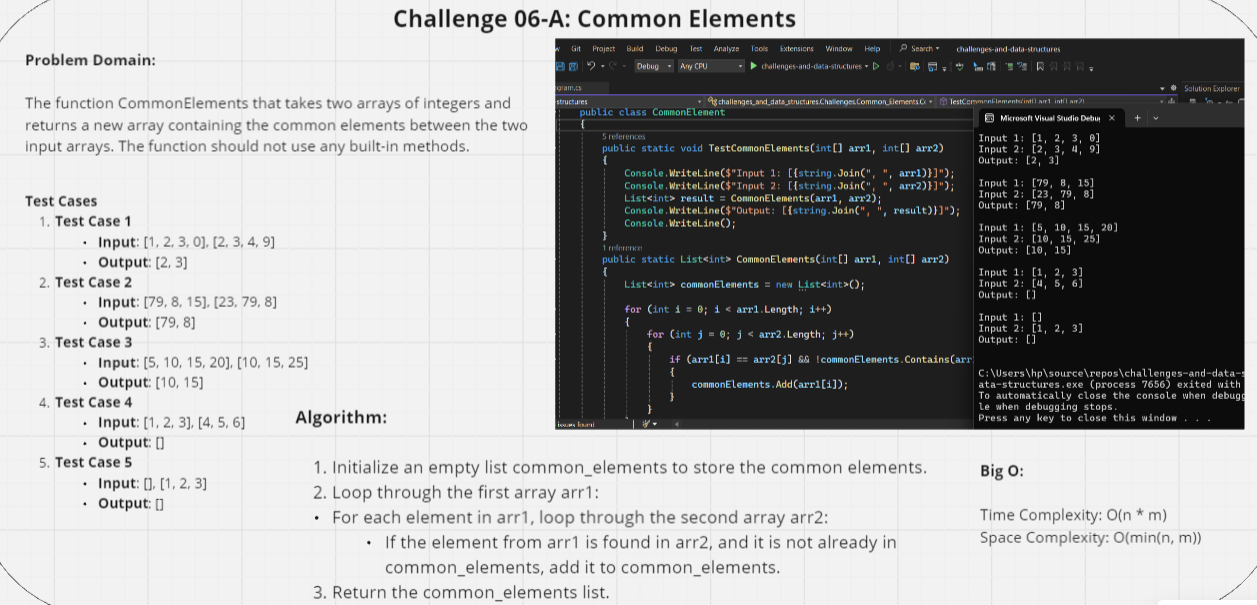 Challenge 06-A: Common Elements
Problem Domain:
The function CommonElements that takes two arrays of integers and
returns a new array containing the common elements between the two
input arrays. The function should not use any built-in methods.
Test Cases
1. Test Case 1
• Input: [1, 2, 3, 0], [2, 3, 4, 9]
• Output: [2, 3]
2. Test Case 2
• Input: [79, 8, 15], [23, 79, 8]
• Output: [79, 8]
3. Test Case 3
• Input: [5, 10, 15, 20], [10, 15, 25]
• Output: [10, 15]
4. Test Case 4
• Input: [1, 2, 3], [4, 5, 6]
• Output: []
5. Test Case 5
• Input: [], [1, 2, 3]
• Output: []
Git Project Build Debug Test Analyze Tools Extensions Window Help Search challenges-and-data-structures
Debug Any CPU challenges-and-data-structures
Solution Explorer
structures challenges_and_data_structures.Challenges.Common_Elements.C TestCommonElements(int[] arr1, int[] arr2)
public class CommonElement
{
5 references
public static void TestCommonElements(int[] arr1, int[] arr2)
{
Console.WriteLine($"Input 1: [{string.Join(", ", arr1)}]");
Console.WriteLine($"Input 2: [{string.Join(", ", arr2)}]");
List<int> result = CommonElements(arr1, arr2);
Console.WriteLine($"Output: [{string.Join(", ", result)}]");
Console.WriteLine();
}
1 reference
public static List<int> CommonElements(int[] arr1, int[] arr2)
{
List<int> commonElements = new List<int>();
for (int i = 0; i < arr1.Length; i++)
{
for (int j = 0; j < arr2.Length; j++)
{
if (arr1[i] == arr2[j] && !commonElements.Contains(arr
{
commonElements.Add(arr1[i]);
}
}
issues found
Microsoft Visual Studio Debug
Input 1: [1, 2, 3, 0]
Input 2: [2, 3, 4, 9]
Output: [2, 3]
Input 1: [79, 8, 15]
Input 2: [23, 79, 8]
Output: [79, 8]
Input 1: [5, 10, 15, 20]
Input 2: [10, 15, 25]
Output: [10, 15]
Input 1: [1, 2, 3]
Input 2: [4, 5, 6]
Output: []
Input 1: []
Input 2: [1, 2, 3]
Output: []
C:\Users\hp\source\repos\challenges-and-data-s
ata-structures.exe (process 7656) exited with
To automatically close the console when debugg
le when debugging stops.
Press any key to close this window . . .
Algorithm:
1. Initialize an empty list common_elements to store the common elements.
2. Loop through the first array arr1:
• For each element in arr1, loop through the second array arr2:
• If the element from arr1 is found in arr2, and it is not already in
common_elements, add it to common_elements.
3. Return the common_elements list.
Big O:
Time Complexity: O(n * m)
Space Complexity: O(min(n, m))